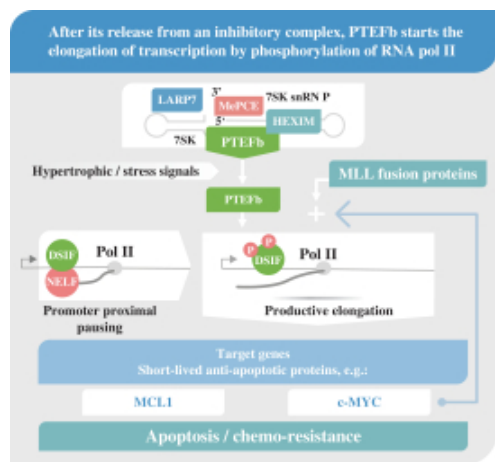 After its release from an inhibitory complex, PTEFb starts the
elongation of transcription by phosphorylation of RNA pol II
LARP7
3'
MePCE
7SK snRN P
5'
HEXIM
7SK
PTEFb
Hypertrophic / stress signals
MLL fusion proteins
PTEFb
+
DSIF
Pol II
NELF
P
P
DSIF
Pol II
Promoter proximal
pausing
Productive elongation
Target genes
Short-lived anti-apoptotic proteins, e.g.:
MCL1
c-MYC
Apoptosis / chemo-resistance